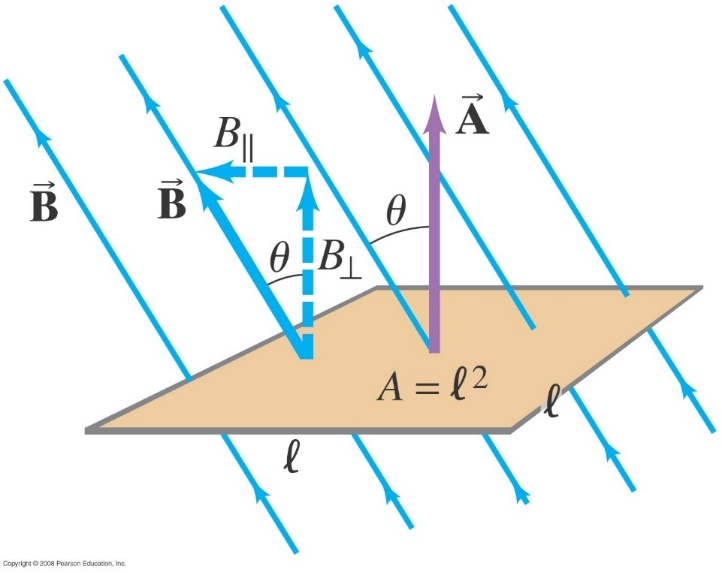 A⃗
B∥
B⃗
B⃗
θ
θ
B⊥
A = ℓ²
ℓ
ℓ
Copyright © 2008 Pearson Education, Inc.